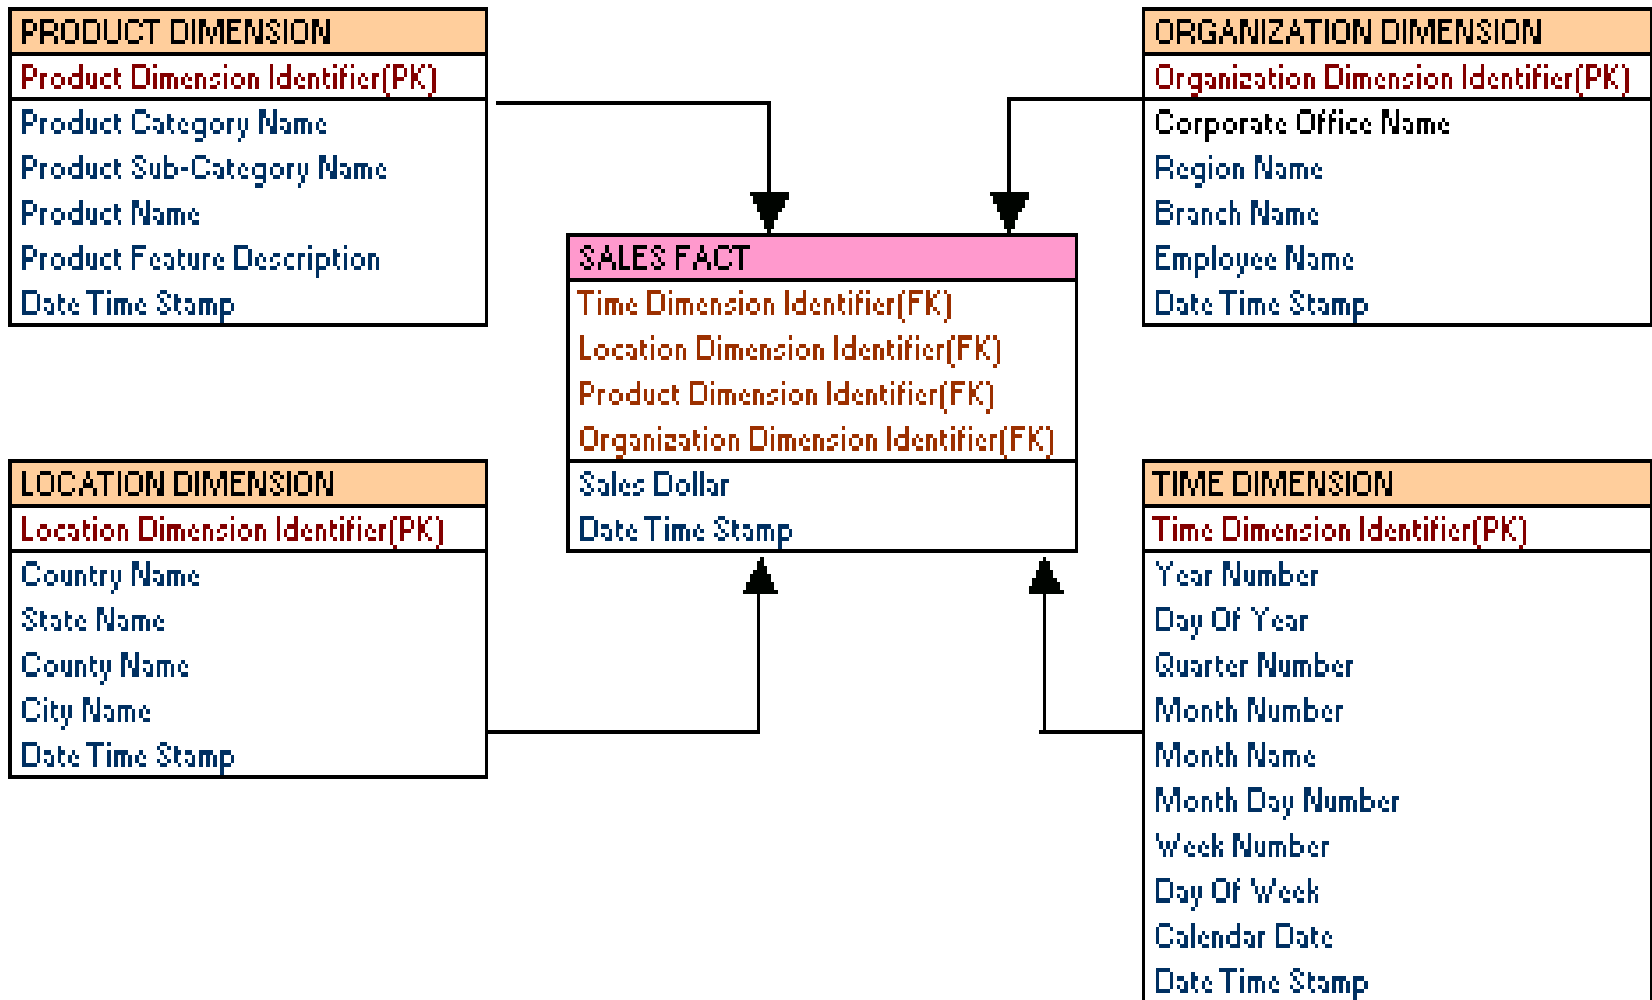 PRODUCT DIMENSION
Product Dimension Identifier(PK)
Product Category Name
Product Sub-Category Name
Product Name
Product Feature Description
Date Time Stamp
ORGANIZATION DIMENSION
Organization Dimension Identifier(PK)
Corporate Office Name
Region Name
Branch Name
Employee Name
Date Time Stamp
SALES FACT
Time Dimension Identifier(FK)
Location Dimension Identifier(FK)
Product Dimension Identifier(FK)
Organization Dimension Identifier(FK)
Sales Dollar
Date Time Stamp
LOCATION DIMENSION
Location Dimension Identifier(PK)
Country Name
State Name
County Name
City Name
Date Time Stamp
TIME DIMENSION
Time Dimension Identifier(PK)
Year Number
Day Of Year
Quarter Number
Month Number
Month Name
Month Day Number
Week Number
Day Of Week
Calendar Date
Date Time Stamp